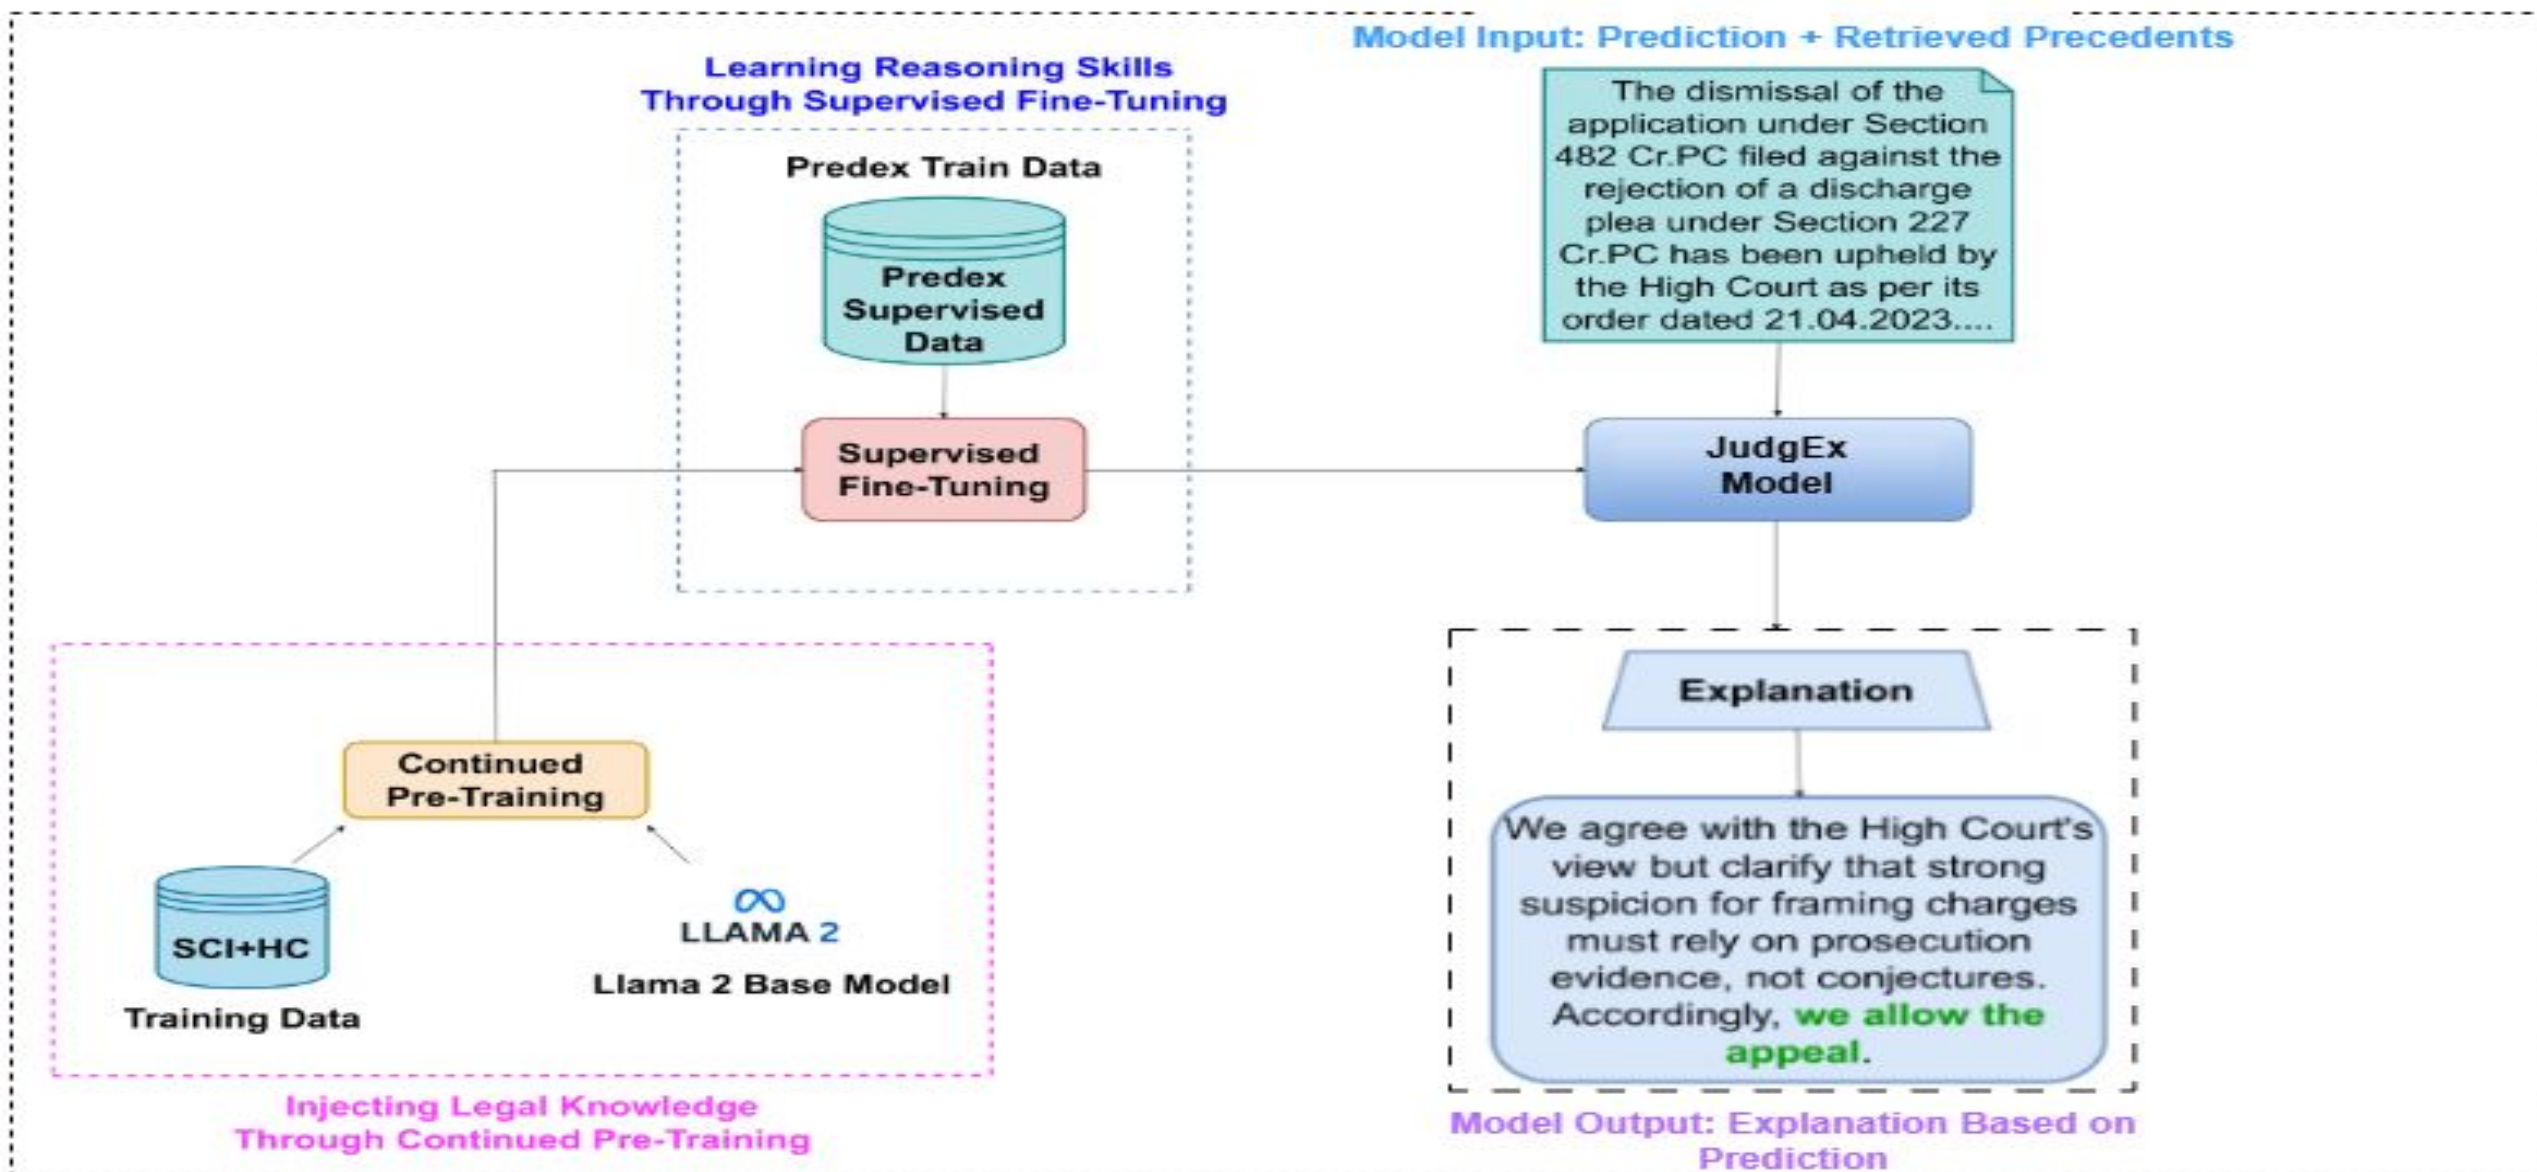 Model Input: Prediction + Retrieved Precedents
Learning Reasoning Skills
Through Supervised Fine-Tuning
Predex Train Data
Predex
Supervised
Data
Supervised
Fine-Tuning
The dismissal of the
application under Section
482 Cr.PC filed against the
rejection of a discharge
plea under Section 227
Cr.PC has been upheld by
the High Court as per its
order dated 21.04.2023....
JudgEx
Model
Continued
Pre-Training
SCI+HC
Training Data
LLAMA 2
Llama 2 Base Model
Injecting Legal Knowledge
Through Continued Pre-Training
Explanation
We agree with the High Court's
view but clarify that strong
suspicion for framing charges
must rely on prosecution
evidence, not conjectures.
Accordingly, we allow the
appeal.
Model Output: Explanation Based on
Prediction